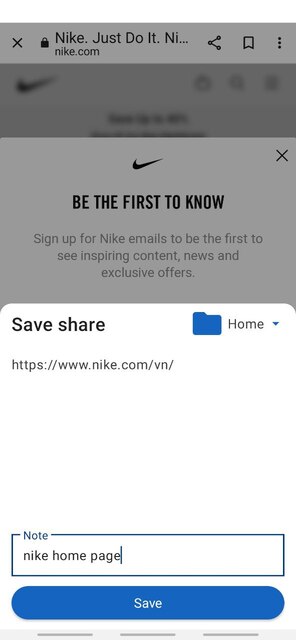 Nike. Just Do It. Ni...
nike.com
Save Up to 40%
BE THE FIRST TO KNOW
Sign up for Nike emails to be the first to
see inspiring content, news and
exclusive offers.
Save share
Home
https://www.nike.com/vn/
Note
nike home page
Save